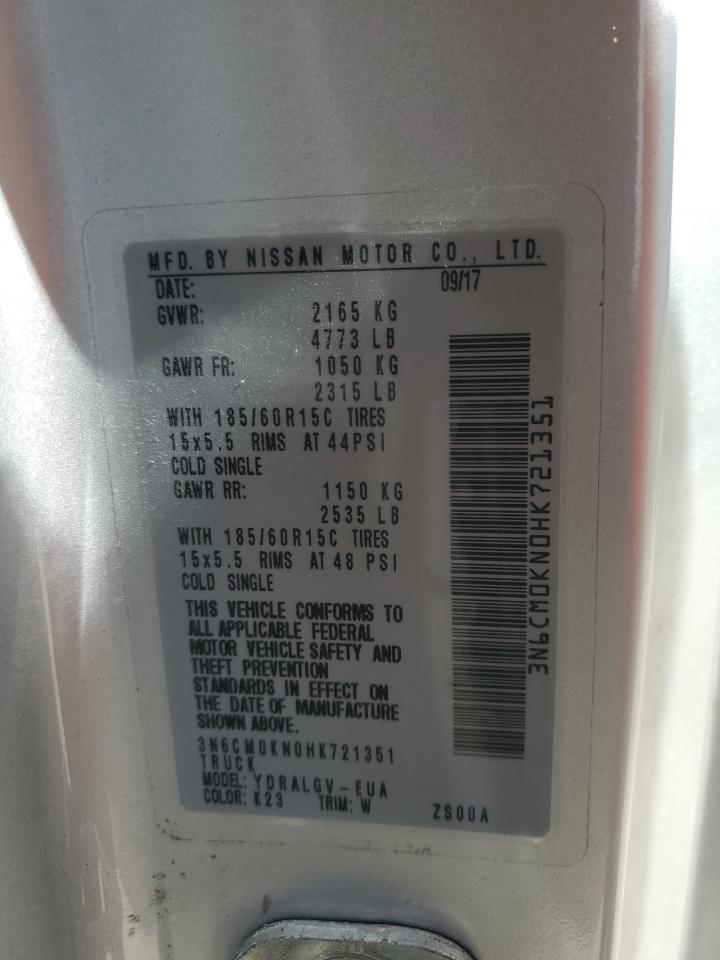 MFD. BY NISSAN MOTOR CO., LTD.
DATE: 09/17
GVWR: 2165 KG
4773 LB
GAWR FR: 1050 KG
2315 LB
WITH 185/60R15C TIRES
15x5.5 RIMS AT 44PSI
COLD SINGLE
GAWR RR: 1150 KG
2535 LB
WITH 185/60R15C TIRES
15x5.5 RIMS AT 48 PSI
COLD SINGLE
THIS VEHICLE CONFORMS TO
ALL APPLICABLE FEDERAL
MOTOR VEHICLE SAFETY AND
THEFT PREVENTION
STANDARDS IN EFFECT ON
THE DATE OF MANUFACTURE
SHOWN ABOVE.
3N6CM0KN0HK721351
TRUCK
MODEL: YDRALGV-EUA
COLOR: K23 TRIM: W ZS00A
3N6CM0KN0HK721351